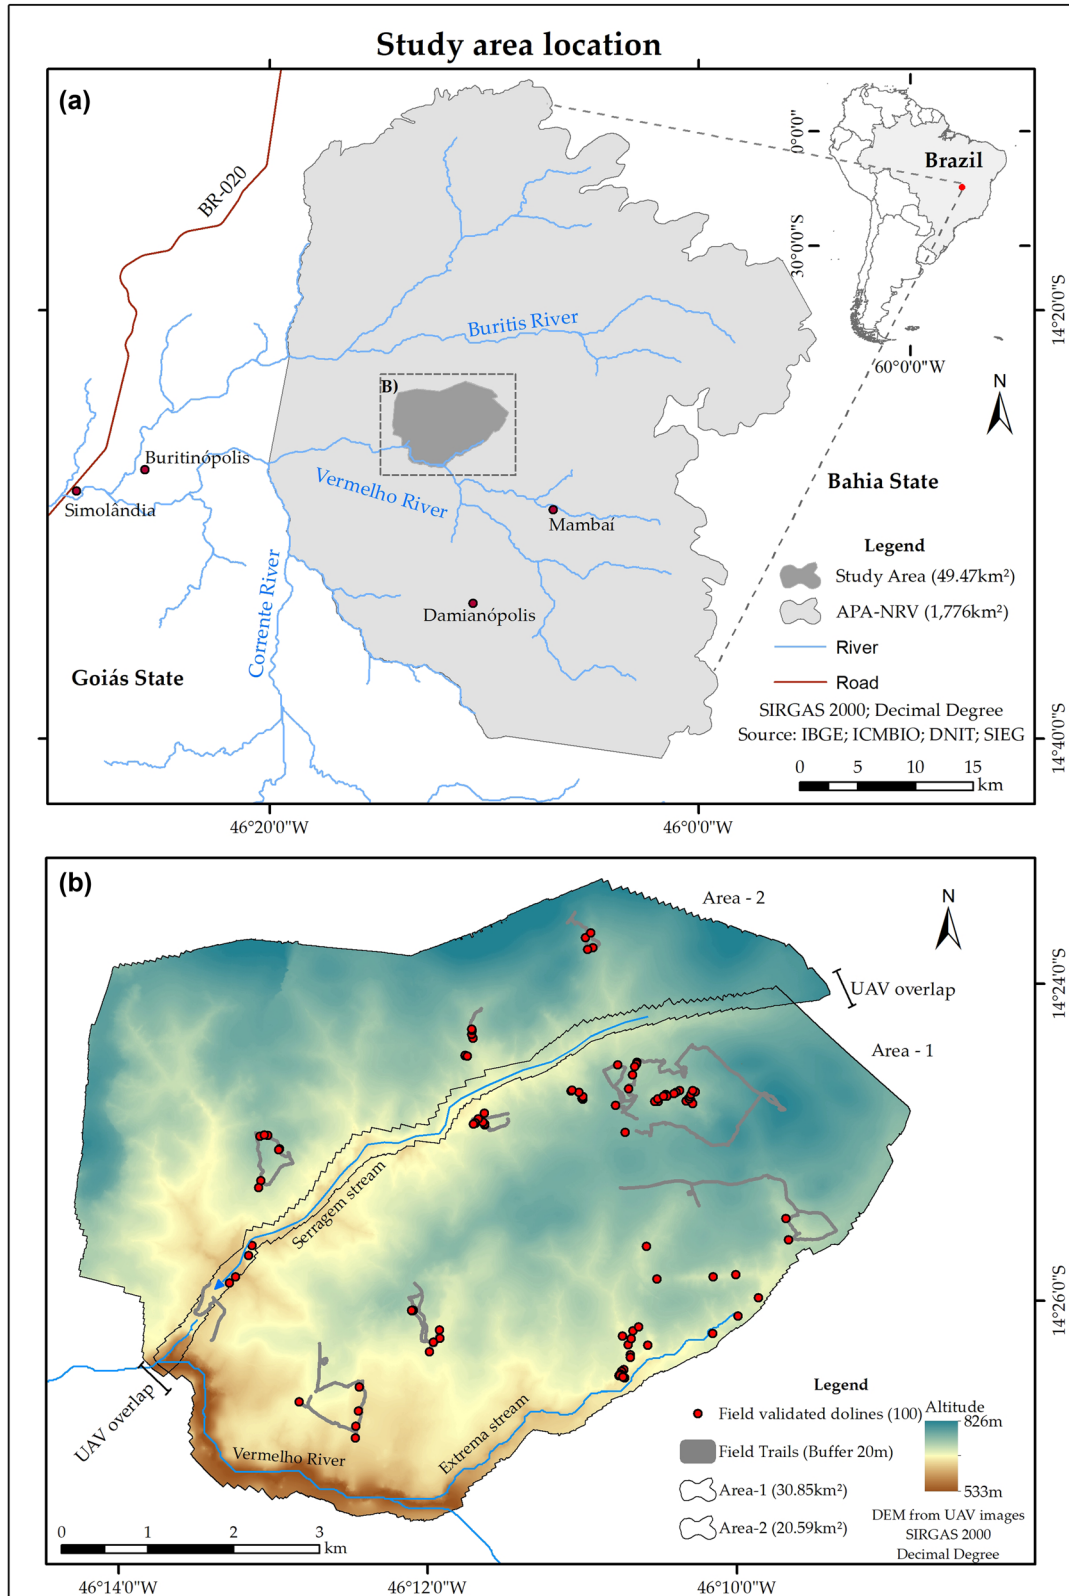 Study area location
(a)
BR-020
0°0'0"
Brazil
30°0'0"S
60°0'0"W
14°20'0"S
Buritis River
N
B)
Buritinópolis
Simolândia
Vermelho River
Mambaí
Bahia State
Corrente River
Damianópolis
Goiás State
Legend
Study Area (49.47km²)
APA-NRV (1,776km²)
River
Road
SIRGAS 2000; Decimal Degree
Source: IBGE; ICMBIO; DNIT; SIEG
14°40'0"S
0 5 10 15
km
46°20'0"W
46°0'0"W
(b)
Area - 2
N
14°24'0"S
UAV overlap
Area - 1
Serragem stream
14°26'0"S
UAV overlap
Vermelho River
Extrema stream
Legend
Field validated dolines (100)
Field Trails (Buffer 20m)
Area-1 (30.85km²)
Area-2 (20.59km²)
Altitude
826m
533m
DEM from UAV images
SIRGAS 2000
Decimal Degree
0 1 2 3
km
46°14'0"W
46°12'0"W
46°10'0"W